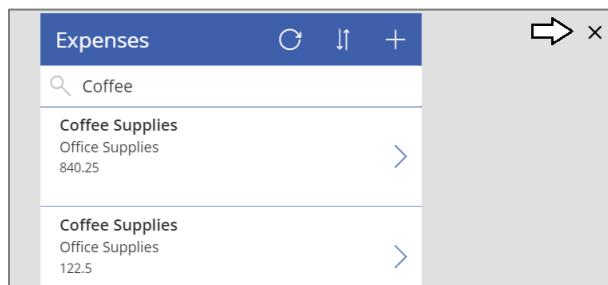 Expenses
Coffee
Coffee Supplies
Office Supplies
840.25
Coffee Supplies
Office Supplies
122.5